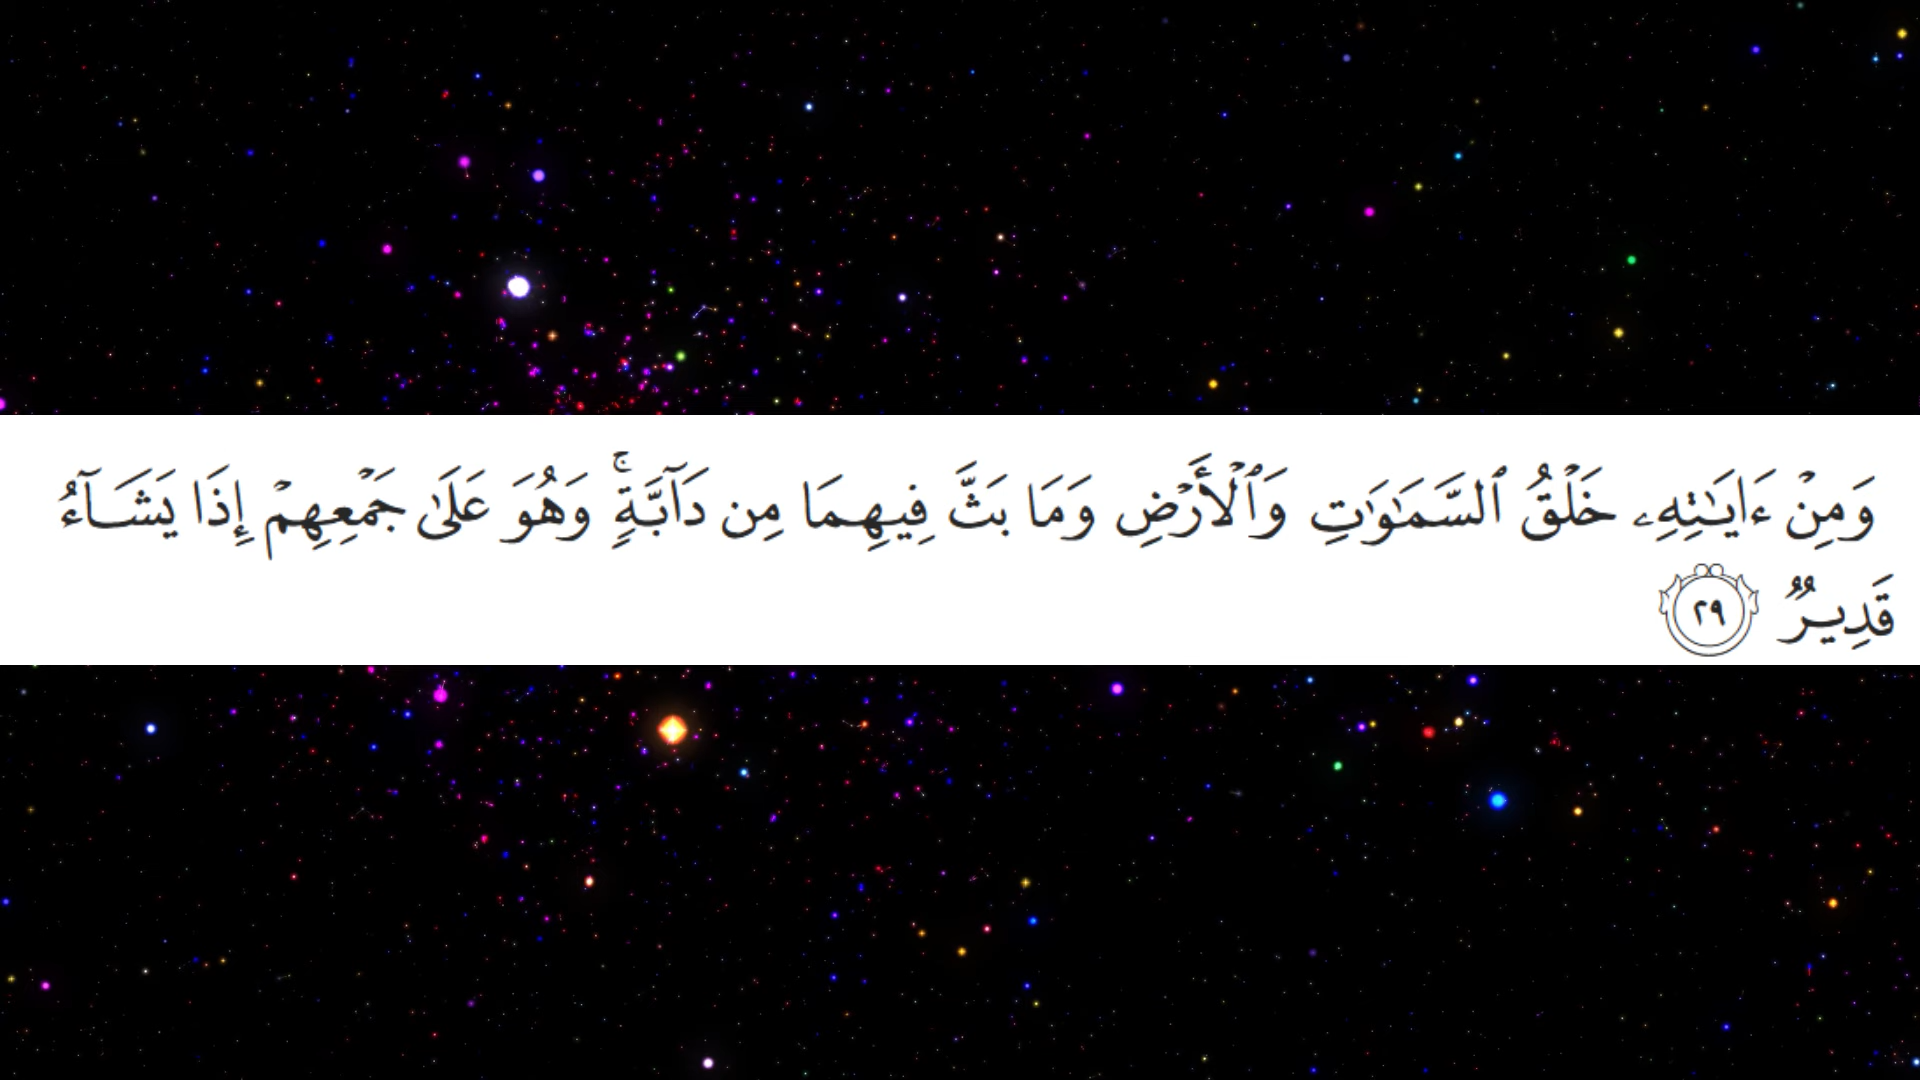 وَمِنْ ءَايَـٰتِهِۦ خَلْقُ ٱلسَّمَـٰوَٰتِ وَٱلْأَرْضِ وَمَا بَثَّ فِيهِمَا مِن دَآبَّةٍۢ ۚ وَهُوَ عَلَىٰ جَمْعِهِمْ إِذَا يَشَآءُ
قَدِيرٌۭ ٢٩